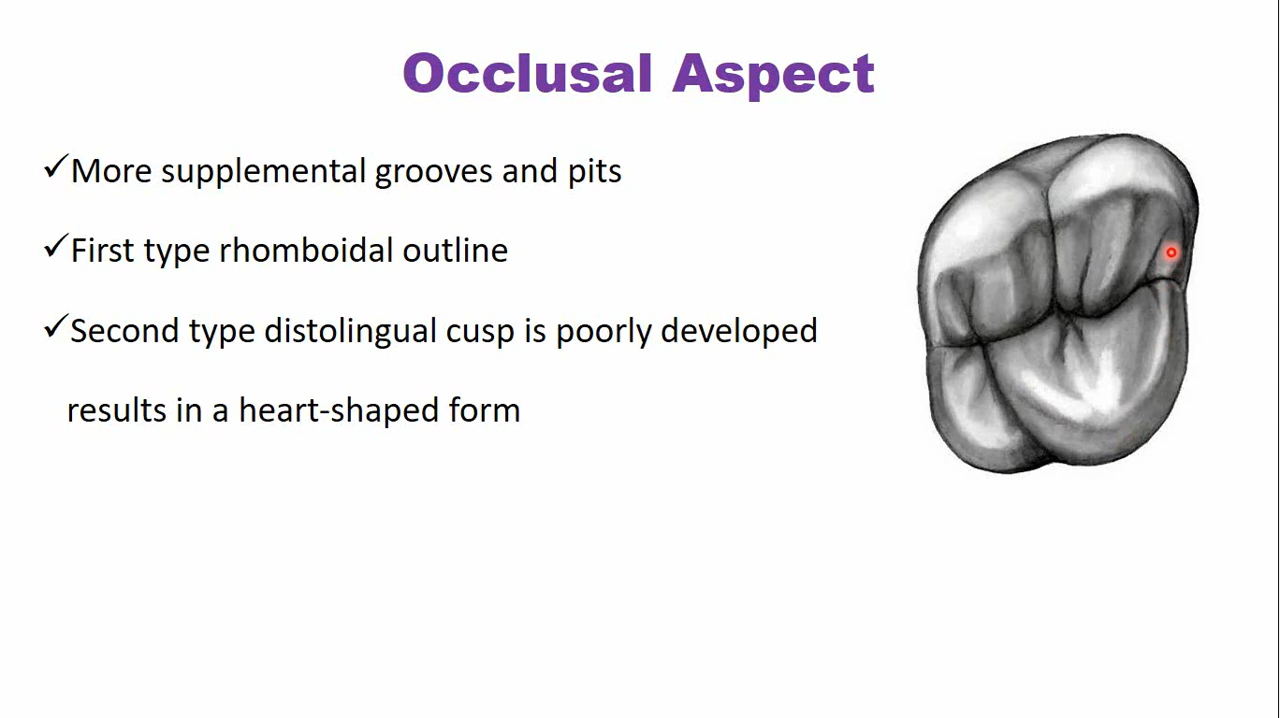 Occlusal Aspect
✓More supplemental grooves and pits
✓First type rhomboidal outline
✓Second type distolingual cusp is poorly developed
results in a heart-shaped form